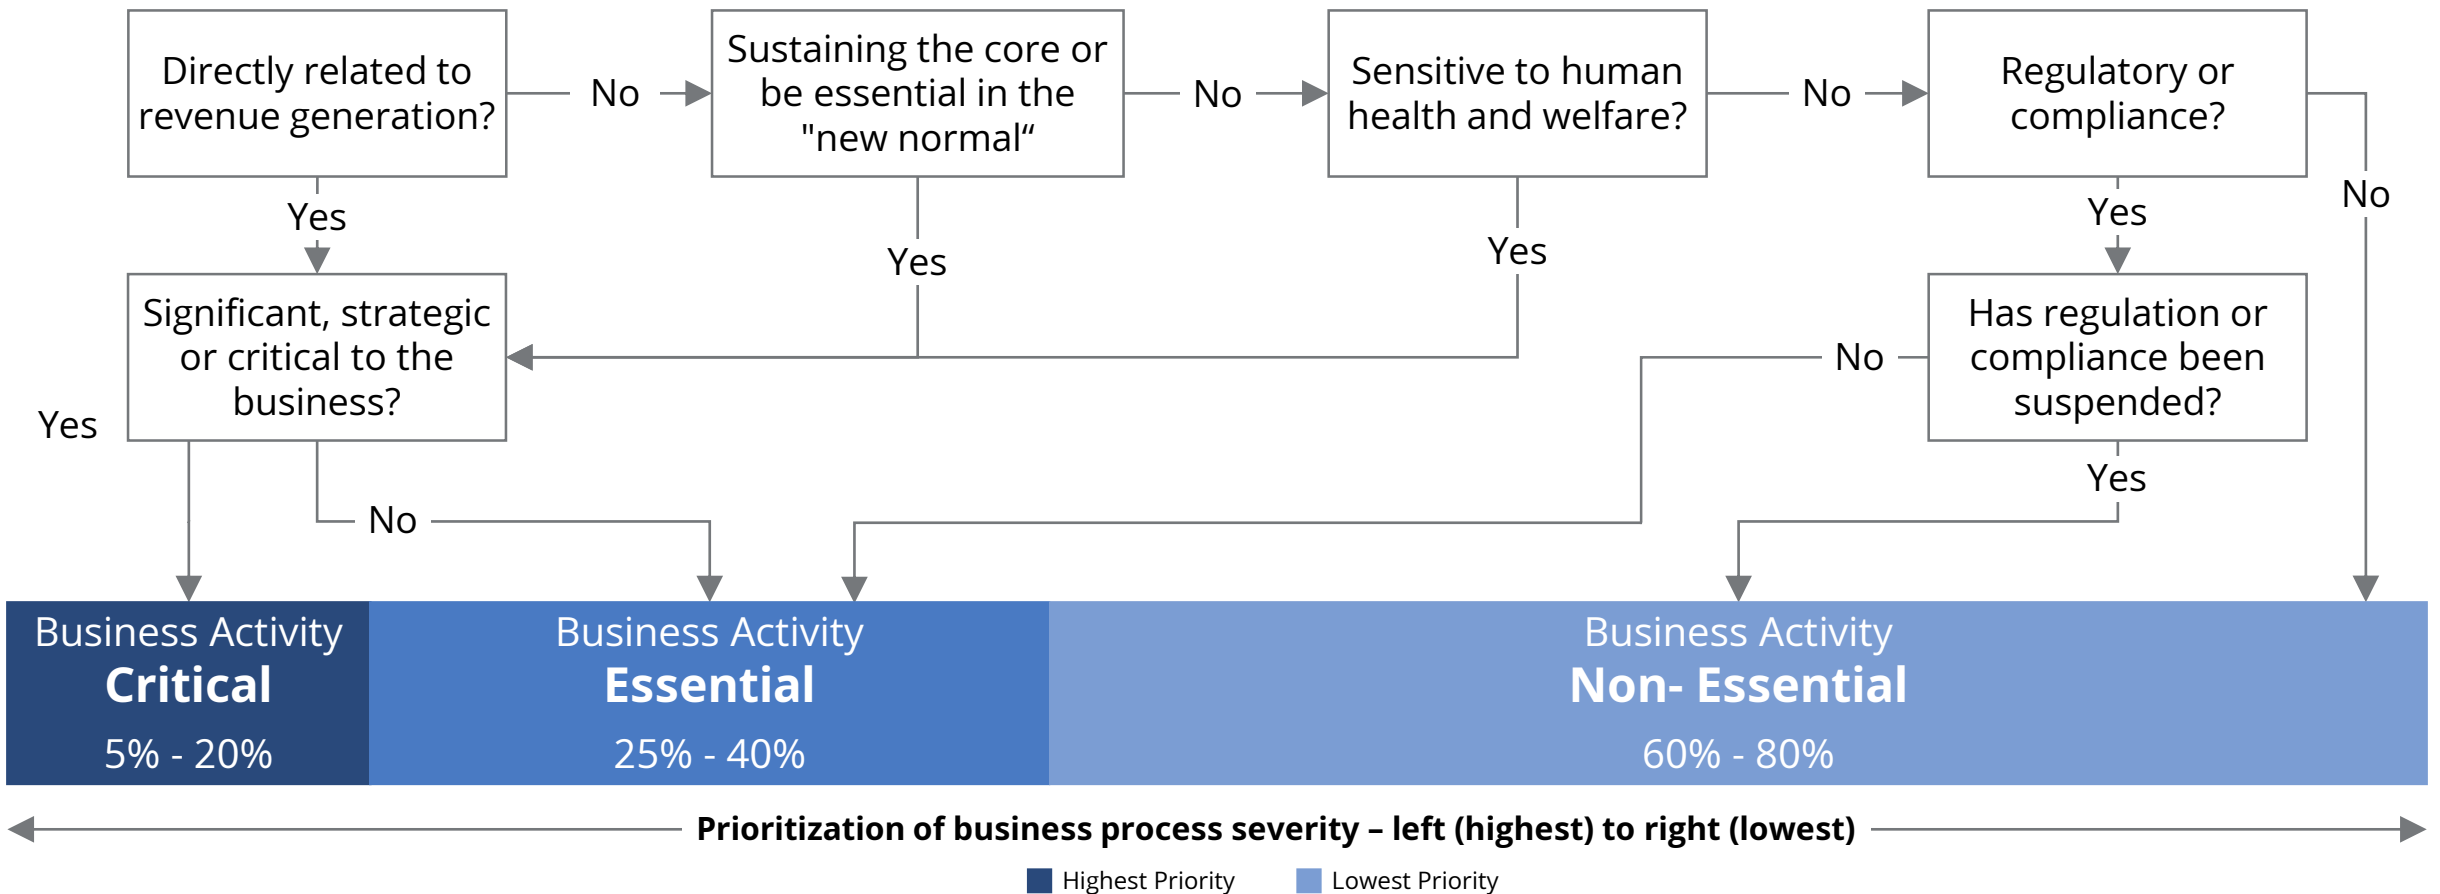 Directly related to
revenue generation?
No
Sustaining the core or
be essential in the
"new normal“
No
Sensitive to human
health and welfare?
No
Regulatory or
compliance?
No
Yes
Yes
Yes
Yes
Significant, strategic
or critical to the
business?
Has regulation or
compliance been
suspended?
No
Yes
No
Yes
Business Activity
Critical
5% - 20%
Business Activity
Essential
25% - 40%
Business Activity
Non- Essential
60% - 80%
Prioritization of business process severity – left (highest) to right (lowest)
Highest Priority
Lowest Priority